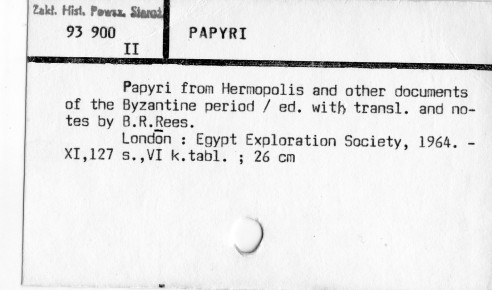 Zakł. Hist. Powsz. Staroż.
93 900
II
PAPYRI
Papyri from Hermopolis and other documents
of the Byzantine period / ed. with transl. and no-
tes by B.R.Rees.
London : Egypt Exploration Society, 1964. -
XI,127 s.,VI k.tabl. ; 26 cm